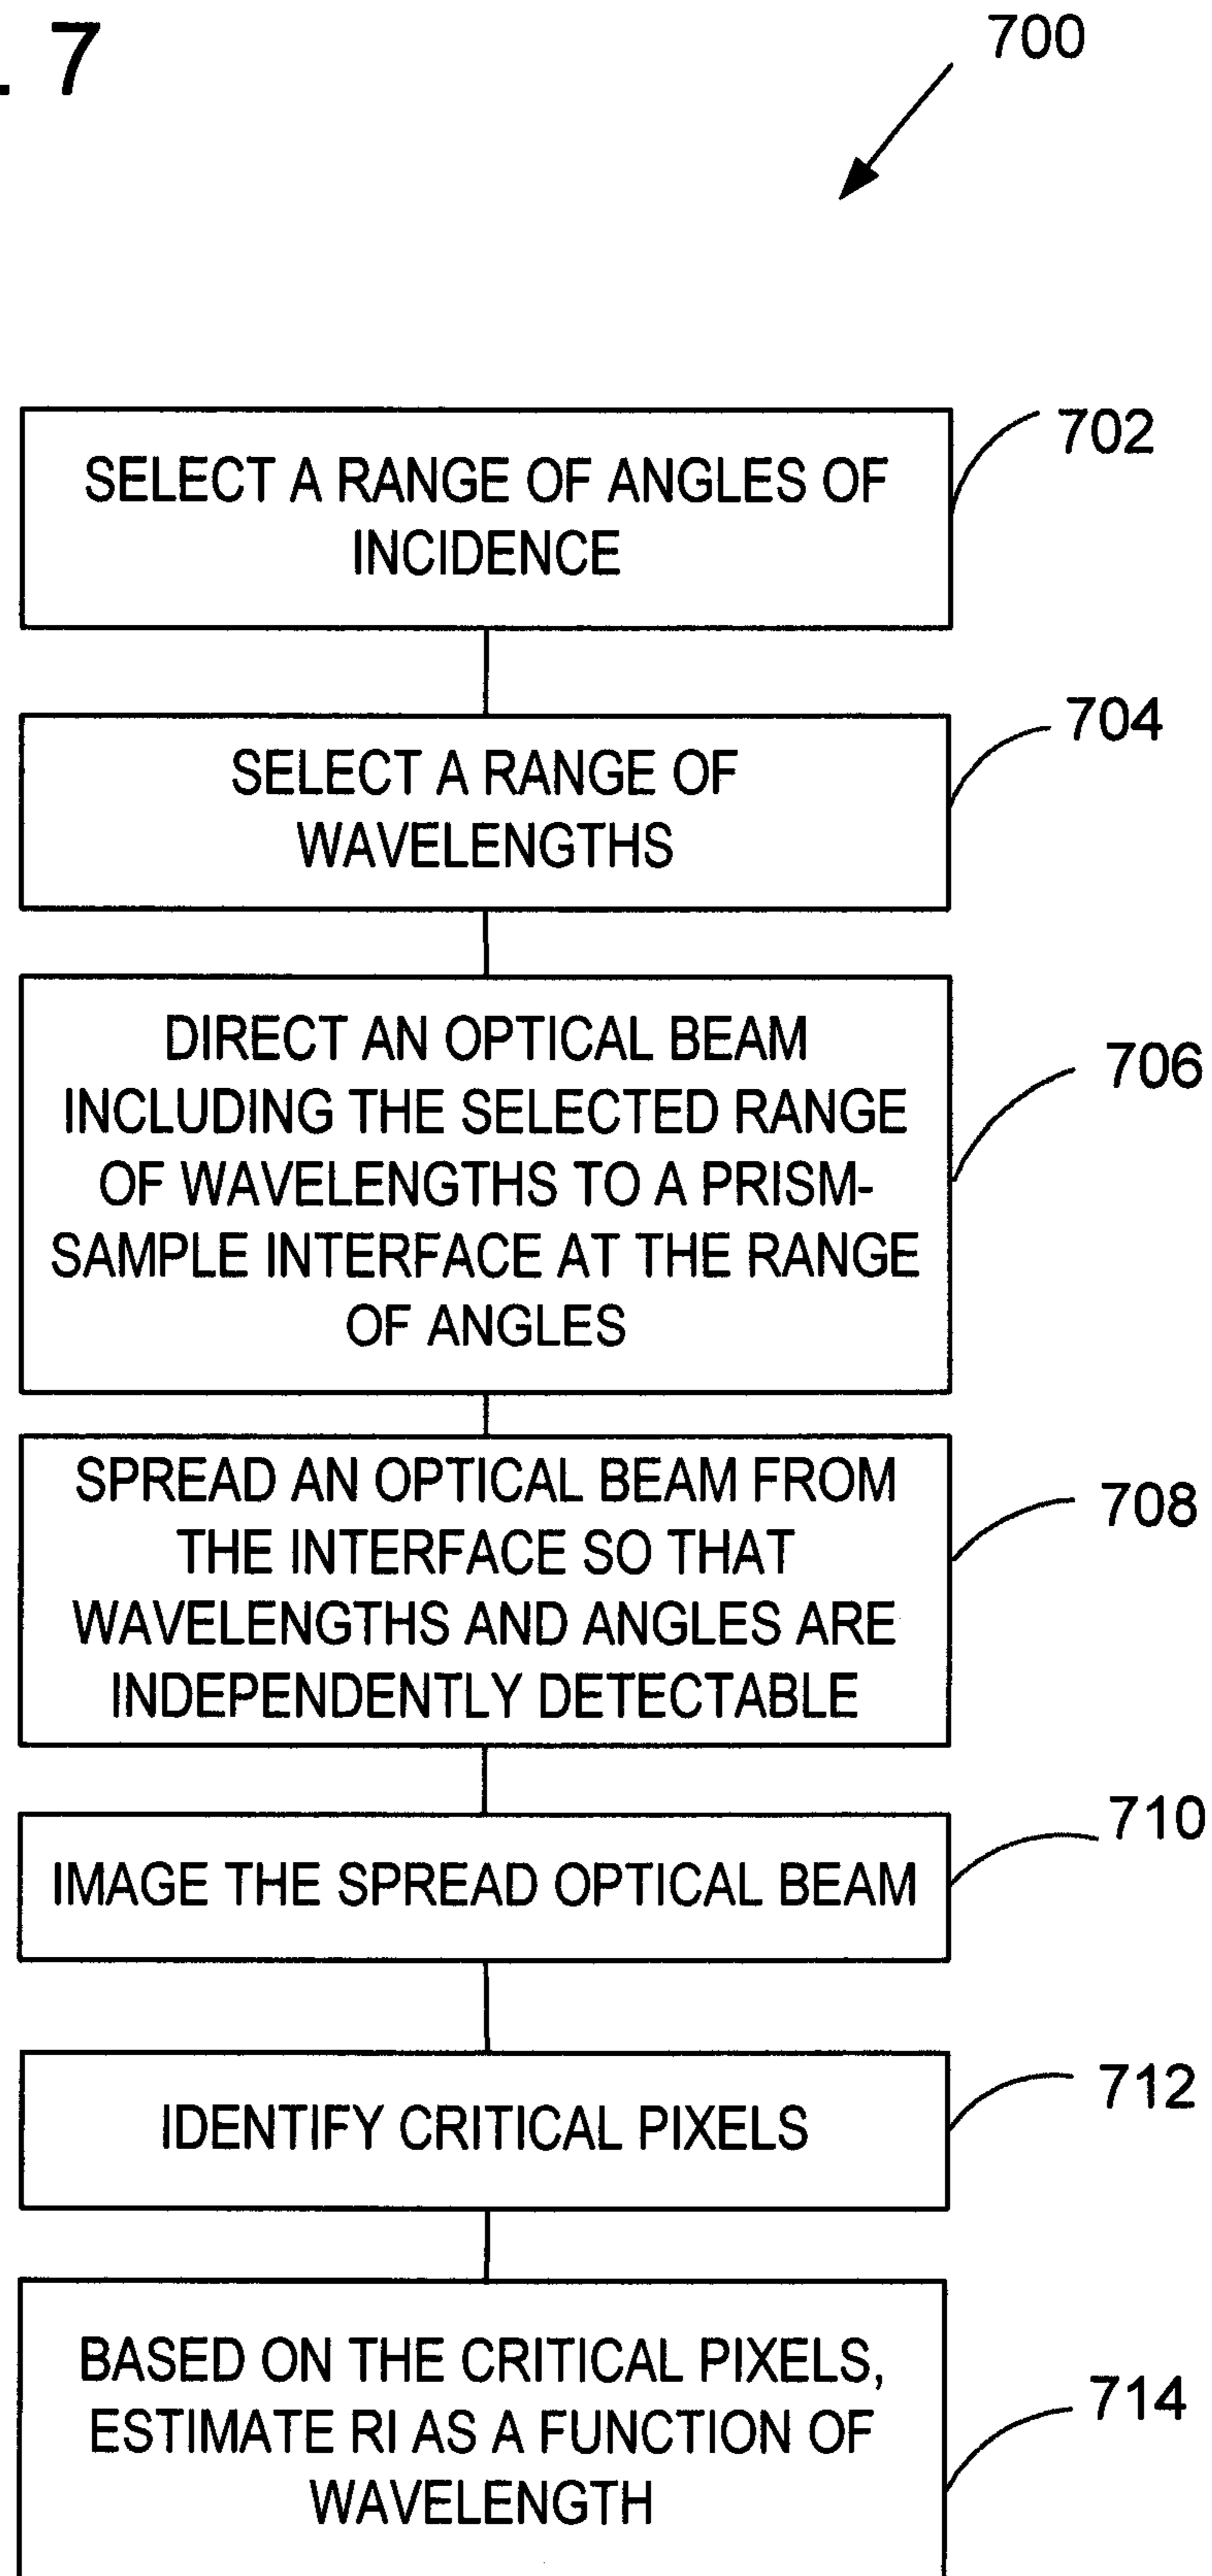 . 7
700
SELECT A RANGE OF ANGLES OF
INCIDENCE
702
SELECT A RANGE OF
WAVELENGTHS
704
DIRECT AN OPTICAL BEAM
INCLUDING THE SELECTED RANGE
OF WAVELENGTHS TO A PRISM-
SAMPLE INTERFACE AT THE RANGE
OF ANGLES
706
SPREAD AN OPTICAL BEAM FROM
THE INTERFACE SO THAT
WAVELENGTHS AND ANGLES ARE
INDEPENDENTLY DETECTABLE
708
IMAGE THE SPREAD OPTICAL BEAM
710
IDENTIFY CRITICAL PIXELS
712
BASED ON THE CRITICAL PIXELS,
ESTIMATE RI AS A FUNCTION OF
WAVELENGTH
714